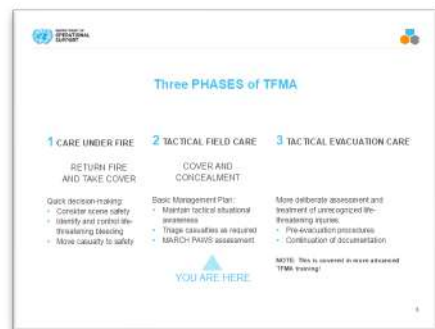 DEPARTMENT OF
OPERATIONAL
SUPPORT
Three PHASES of TFMA
1 CARE UNDER FIRE
RETURN FIRE
AND TAKE COVER
Quick decision-making:
• Consider scene safety
• Identify and control life-
threatening bleeding
• Move casualty to safety
2 TACTICAL FIELD CARE
COVER AND
CONCEALMENT
Basic Management Plan:
• Maintain tactical situational
awareness
• Triage casualties as required
• MARCH PAWS assessment
YOU ARE HERE
3 TACTICAL EVACUATION CARE
More deliberate assessment and
treatment of unrecognized life-
threatening injuries:
• Pre-evacuation procedures
• Continuation of documentation
NOTE: This is covered in more advanced
TFMA training!